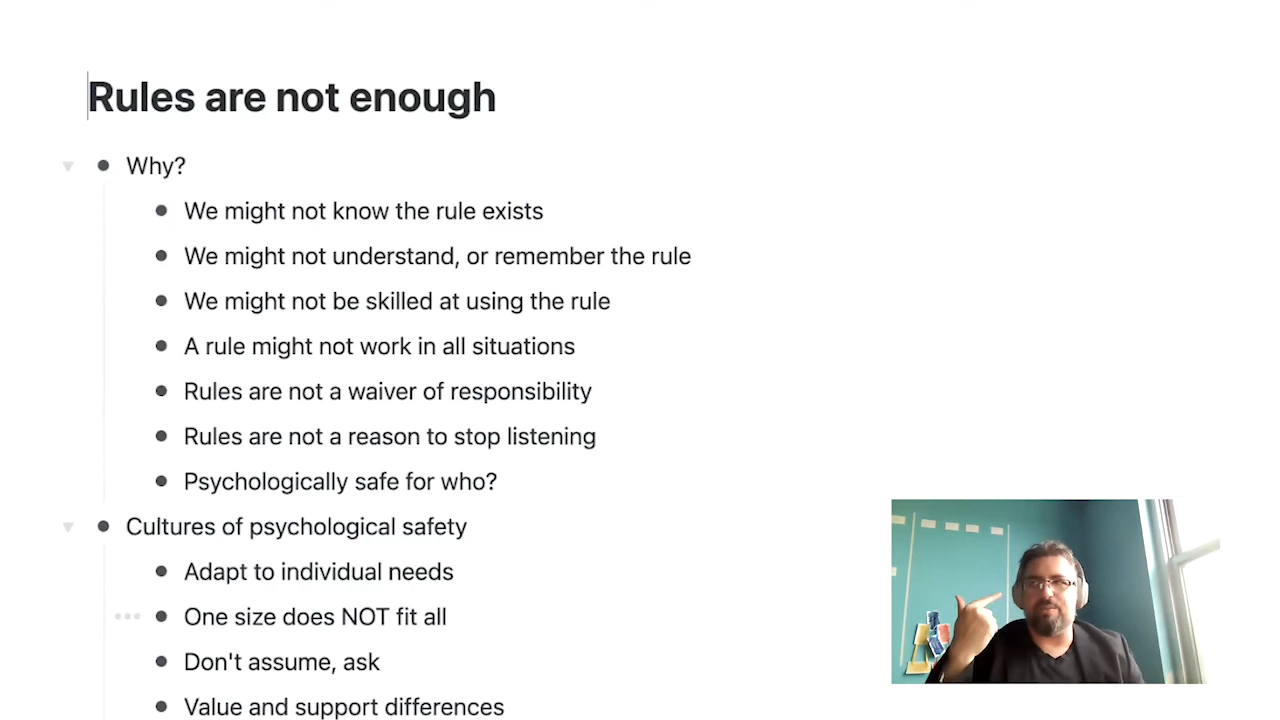 Rules are not enough
Why?
We might not know the rule exists
We might not understand, or remember the rule
We might not be skilled at using the rule
A rule might not work in all situations
Rules are not a waiver of responsibility
Rules are not a reason to stop listening
Psychologically safe for who?
Cultures of psychological safety
Adapt to individual needs
One size does NOT fit all
Don't assume, ask
Value and support differences